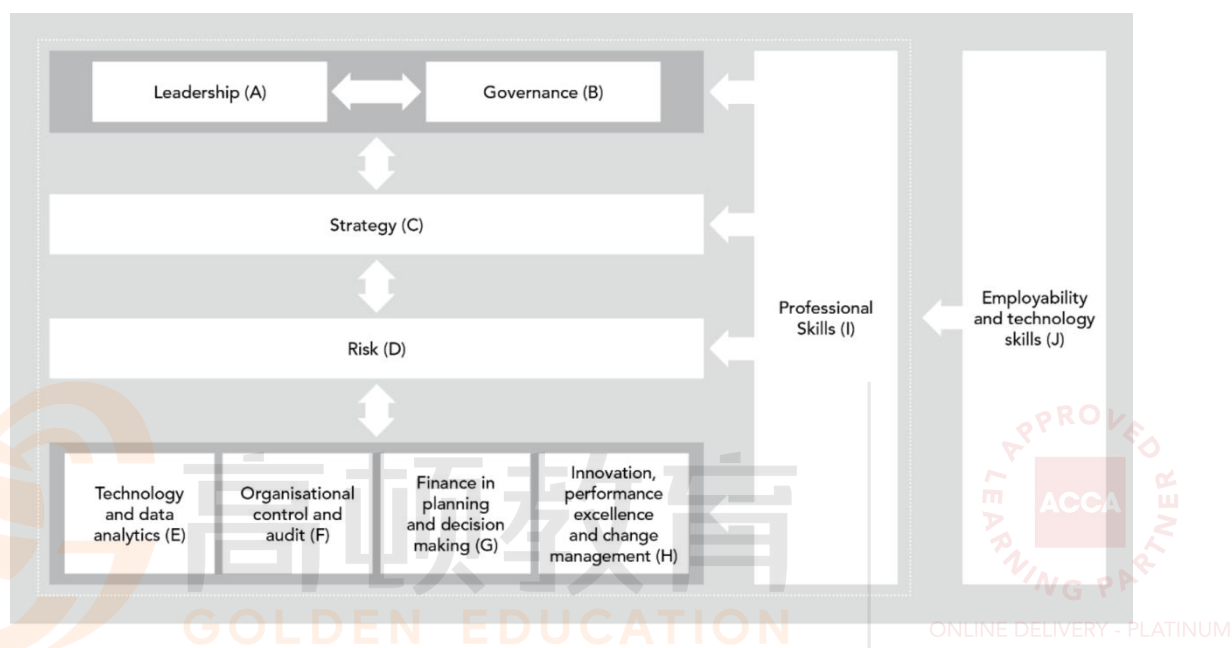 Leadership (A)
Governance (B)
Strategy (C)
Risk (D)
Technology
and data
analytics (E)
Organisational
control and
audit (F)
Finance in
planning
and decision
making (G)
Innovation,
performance
excellence
and change
management (H)
Professional
Skills (I)
Employability
and technology
skills (J)
高顿教育
GOLDEN EDUCATION
APPROVED
LEARNING PARTNER
ACCA
ONLINE DELIVERY - PLATINUM